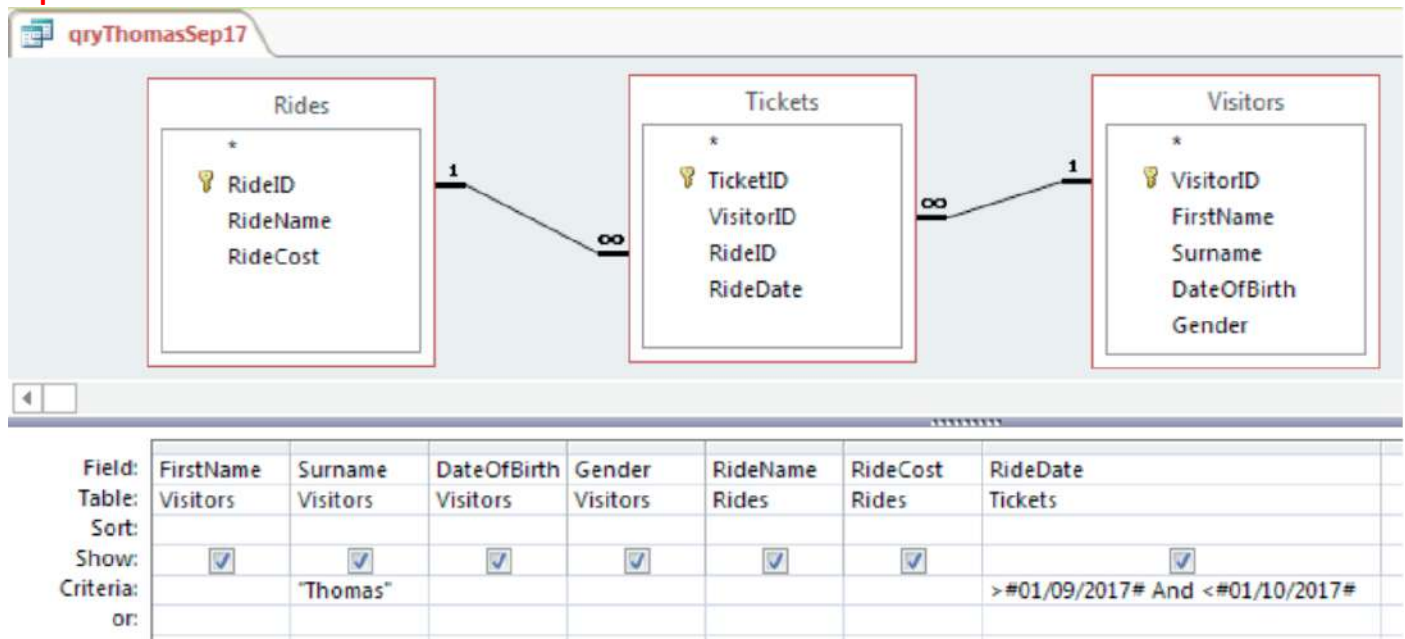 qryThomasSep17
Rides
*
RideID
RideName
RideCost
1
∞
Tickets
*
TicketID
VisitorID
RideID
RideDate
∞
1
Visitors
*
VisitorID
FirstName
Surname
DateOfBirth
Gender
Field: FirstName Surname DateOfBirth Gender RideName RideCost RideDate
Table: Visitors Visitors Visitors Visitors Rides Rides Tickets
Sort:
Show:
Criteria: "Thomas" >#01/09/2017# And <#01/10/2017#
or: